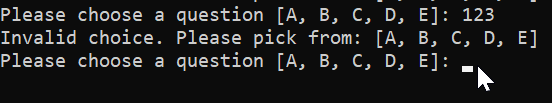 Please choose a question [A, B, C, D, E]: 123
Invalid choice. Please pick from: [A, B, C, D, E]
Please choose a question [A, B, C, D, E]: